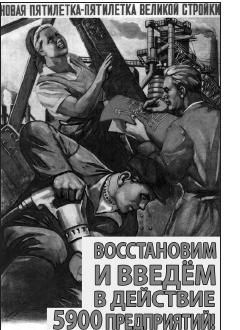 НОВАЯ ПЯТИЛЕТКА-ПЯТИЛЕТКА ВЕЛИКОЙ СТРОЙКИ
ВОССТАНОВИМ
И ВВЕДЁМ
В ДЕЙСТВИЕ
5900 ПРЕДПРИЯТИЙ!